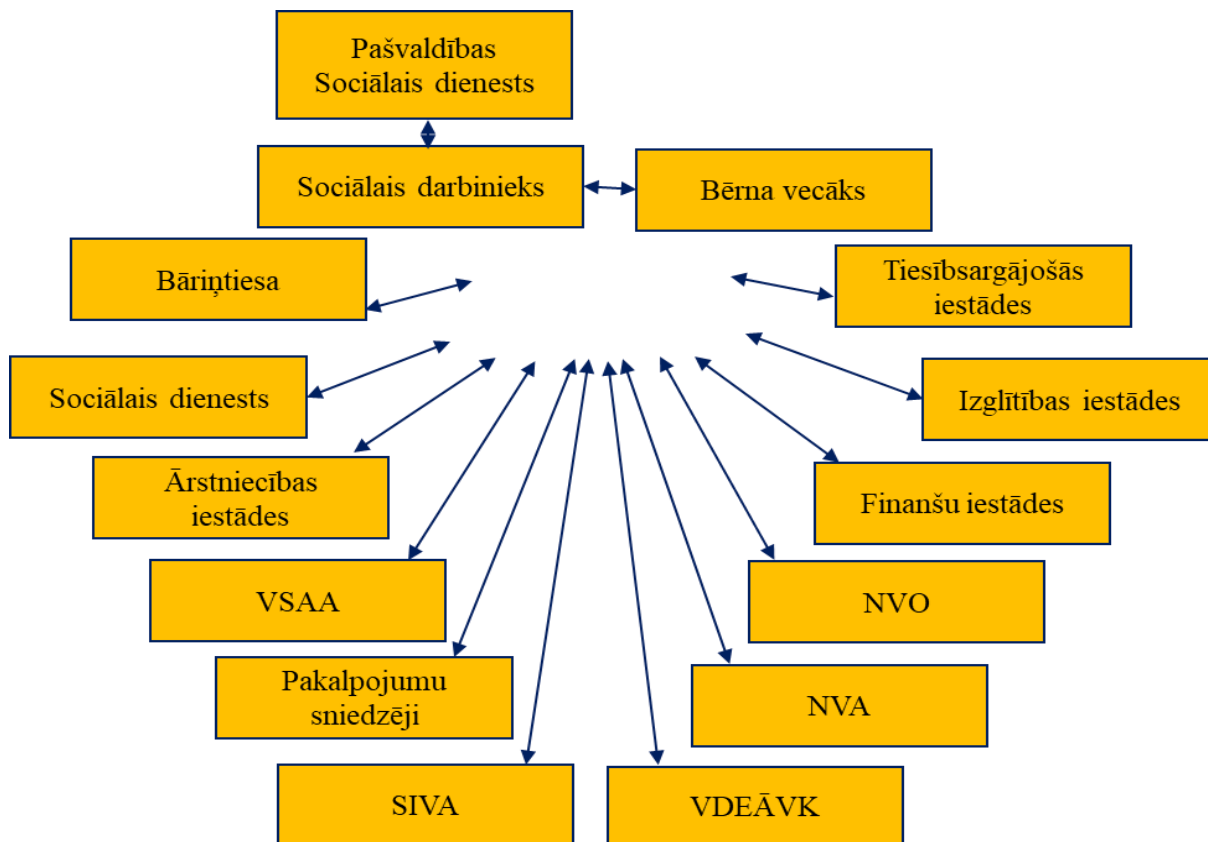 Pašvaldības
Sociālais dienests
Sociālais darbinieks
Bērna vecāks
Bāriņtiesa
Tiesībsargājošās
iestādes
Sociālais dienests
Izglītības iestādes
Ārstniecības
iestādes
Finanšu iestādes
VSAA
NVO
Pakalpojumu
sniedzēji
NVA
SIVA
VDEĀVK